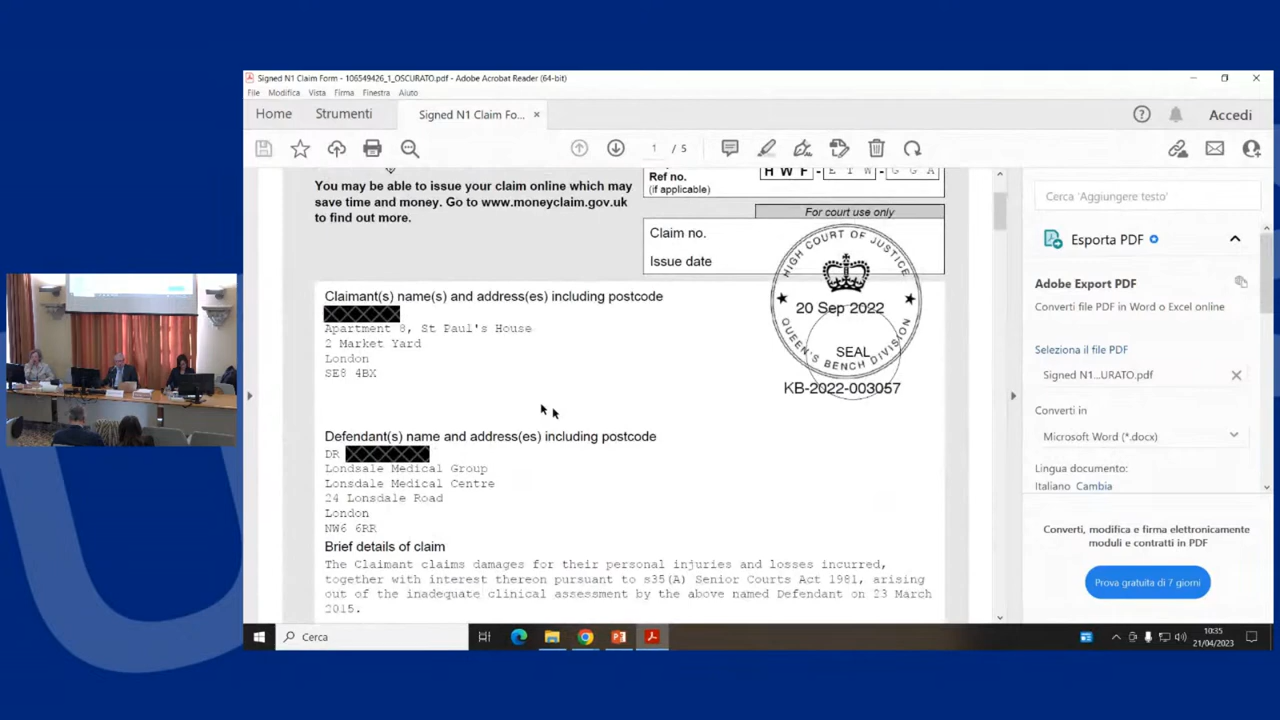 Signed N1 Claim Form - 106549426_1_OSCURATO.pdf - Adobe Acrobat Reader (64-bit)
File Modifica Vista Firma Finestra Aiuto
Home Strumenti Signed N1 Claim Fo... × Accedi
1 / 5
You may be able to issue your claim online which may
save time and money. Go to www.moneyclaim.gov.uk
to find out more.
Ref no.
(if applicable)
H W F - E T W - G G A
For court use only
Claim no.
Issue date
HIGH COURT OF JUSTICE
20 Sep 2022
SEAL
QUEEN'S BENCH DIVISION
KB-2022-003057
Claimant(s) name(s) and address(es) including postcode
Apartment 8, St Paul's House
2 Market Yard
London
SE8 4BX
Defendant(s) name and address(es) including postcode
DR
Londsale Medical Group
Lonsdale Medical Centre
24 Lonsdale Road
London
NW6 6RR
Brief details of claim
The Claimant claims damages for their personal injuries and losses incurred,
together with interest thereon pursuant to s35(A) Senior Courts Act 1981, arising
out of the inadequate clinical assessment by the above named Defendant on 23 March
2015.
Cerca 'Aggiungere testo'
Esporta PDF
Adobe Export PDF
Converti file PDF in Word o Excel online
Seleziona il file PDF
Signed N1...URATO.pdf ×
Converti in
Microsoft Word (*.docx)
Lingua documento:
Italiano Cambia
Converti, modifica e firma elettronicamente
moduli e contratti in PDF
Prova gratuita di 7 giorni
Cerca
10:35
21/04/2023